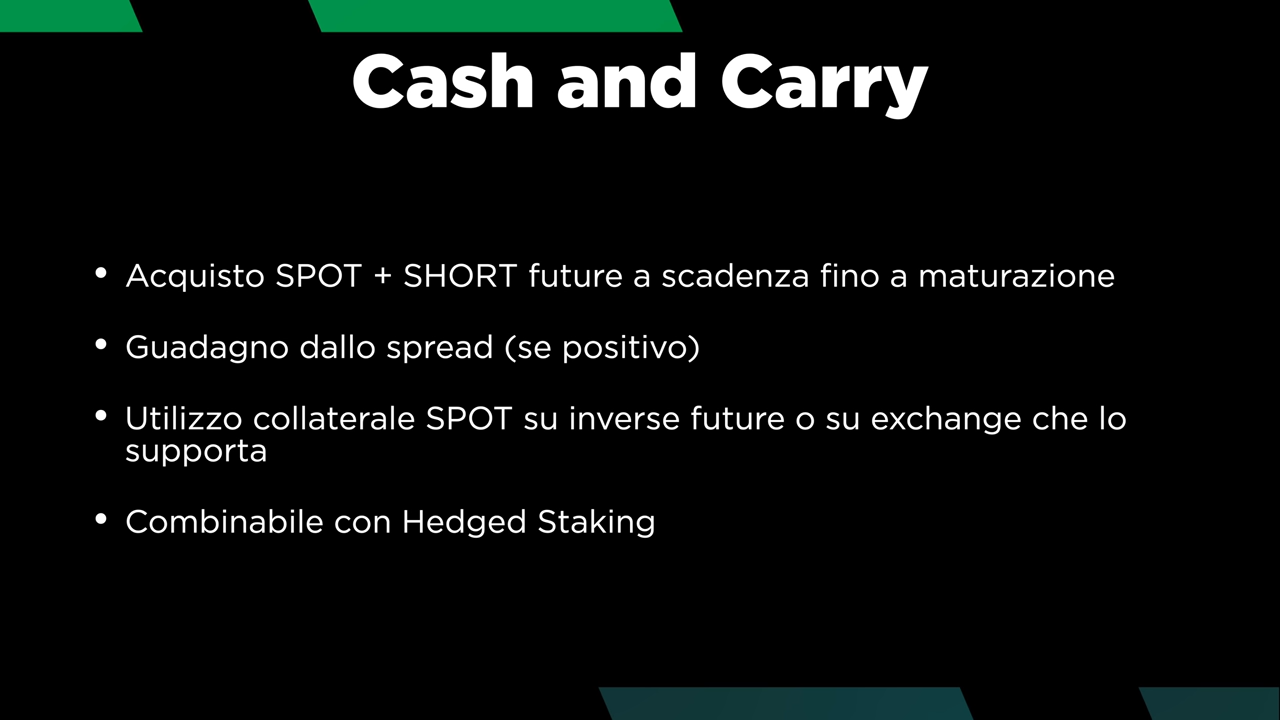 Cash and Carry
• Acquisto SPOT + SHORT future a scadenza fino a maturazione
• Guadagno dallo spread (se positivo)
• Utilizzo collaterale SPOT su inverse future o su exchange che lo
supporta
• Combinabile con Hedged Staking